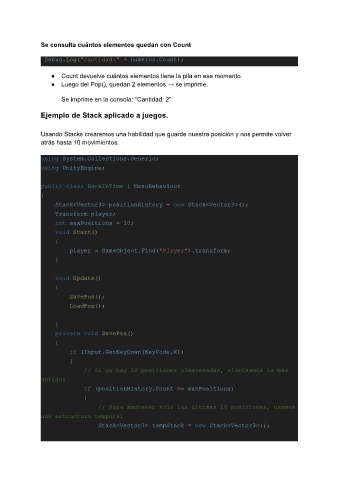 Se consulta cuántos elementos quedan con Count
Debug.Log("Cantidad:" + numeros.Count);
● Count devuelve cuántos elementos tiene la pila en ese momento.
● Luego del Pop(), quedan 2 elementos → se imprime.
Se imprime en la consola: "Cantidad: 2"
Ejemplo de Stack aplicado a juegos.
Usando Stacks crearemos una habilidad que guarde nuestra posición y nos permite volver
atrás hasta 10 movimientos.
using System.Collections.Generic;
using UnityEngine;
public class BackInTime : MonoBehaviour
{
Stack<Vector3> positionHistory = new Stack<Vector3>();
Transform player;
int maxPositions = 10;
void Start()
{
player = GameObject.Find("Player").transform;
}
void Update()
{
SavePos();
LoadPos();
}
private void SavePos()
{
if (Input.GetKeyDown(KeyCode.K))
{
// Si ya hay 10 posiciones almacenadas, eliminamos la más
antigua
if (positionHistory.Count >= maxPositions)
{
// Para mantener solo las últimas 10 posiciones, usamos
una estructura temporal
Stack<Vector3> tempStack = new Stack<Vector3>();